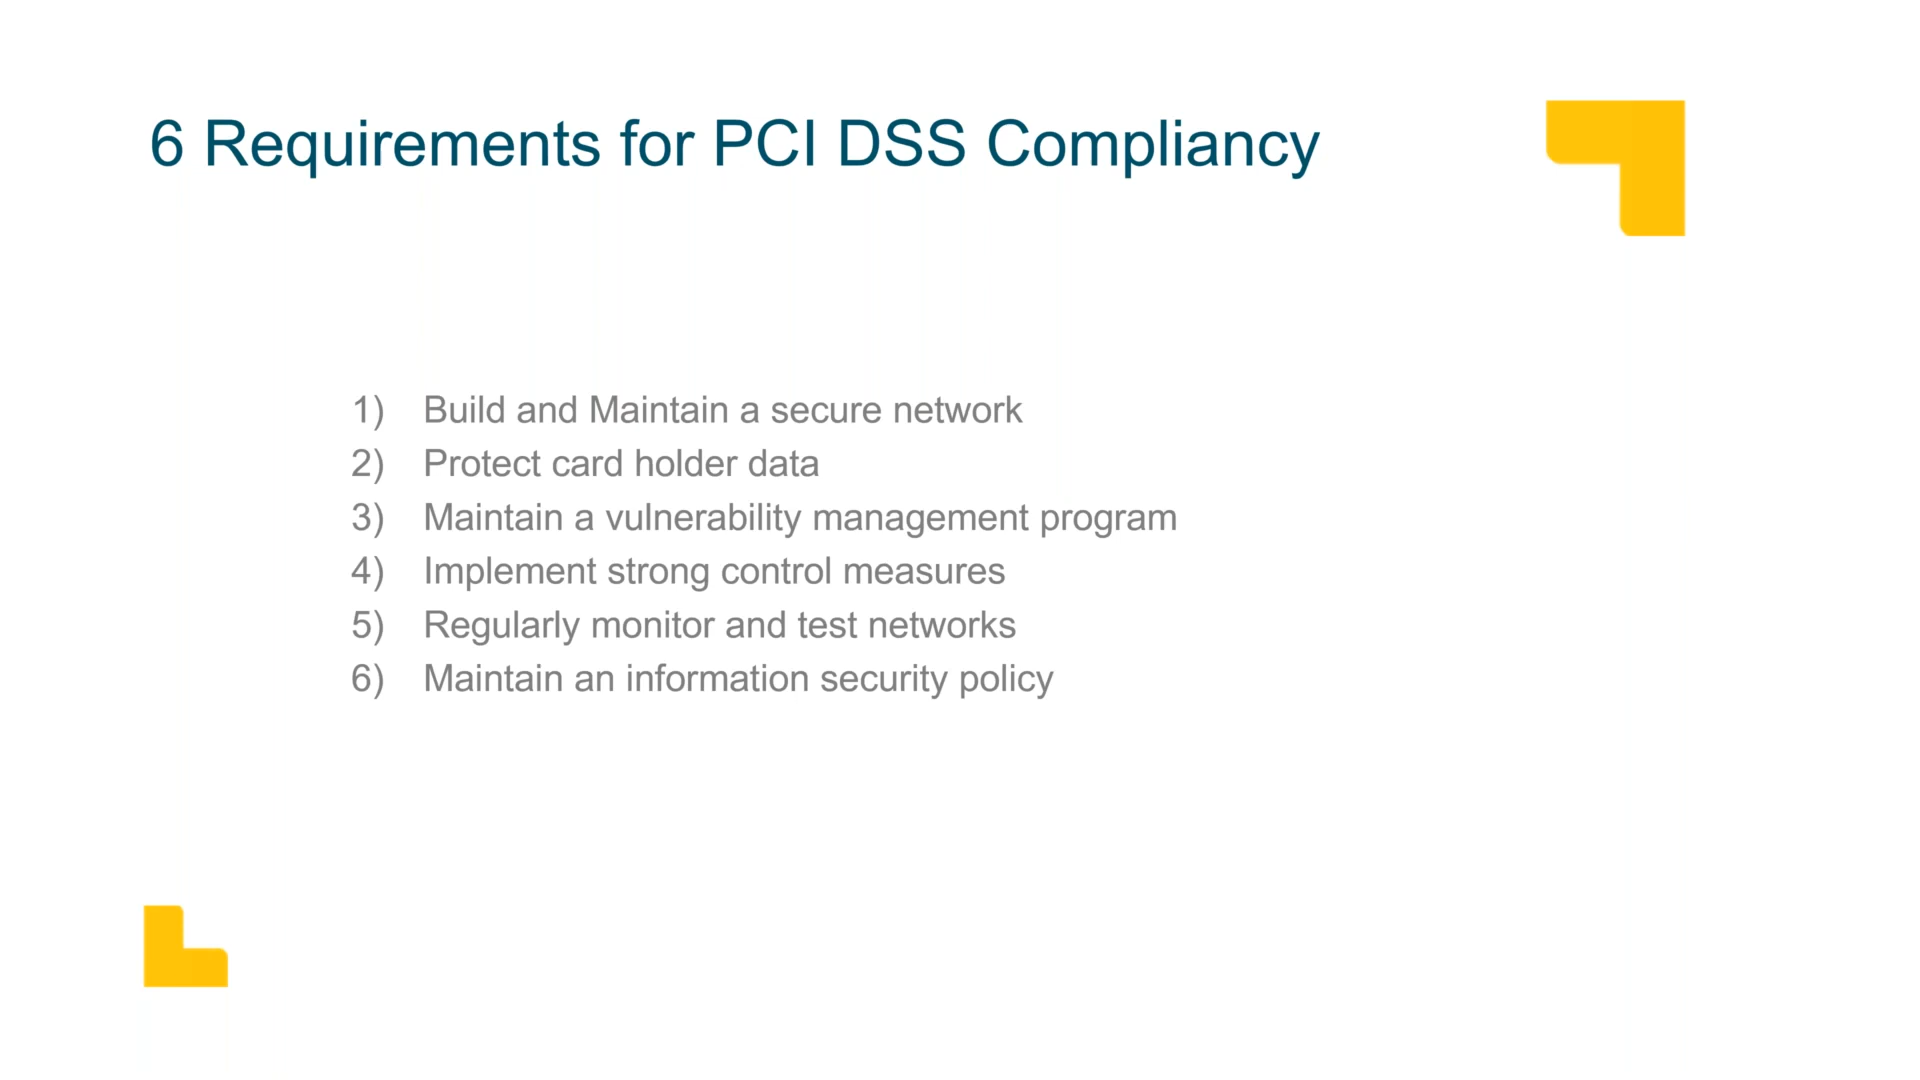 6 Requirements for PCI DSS Compliancy
1) Build and Maintain a secure network
2) Protect card holder data
3) Maintain a vulnerability management program
4) Implement strong control measures
5) Regularly monitor and test networks
6) Maintain an information security policy